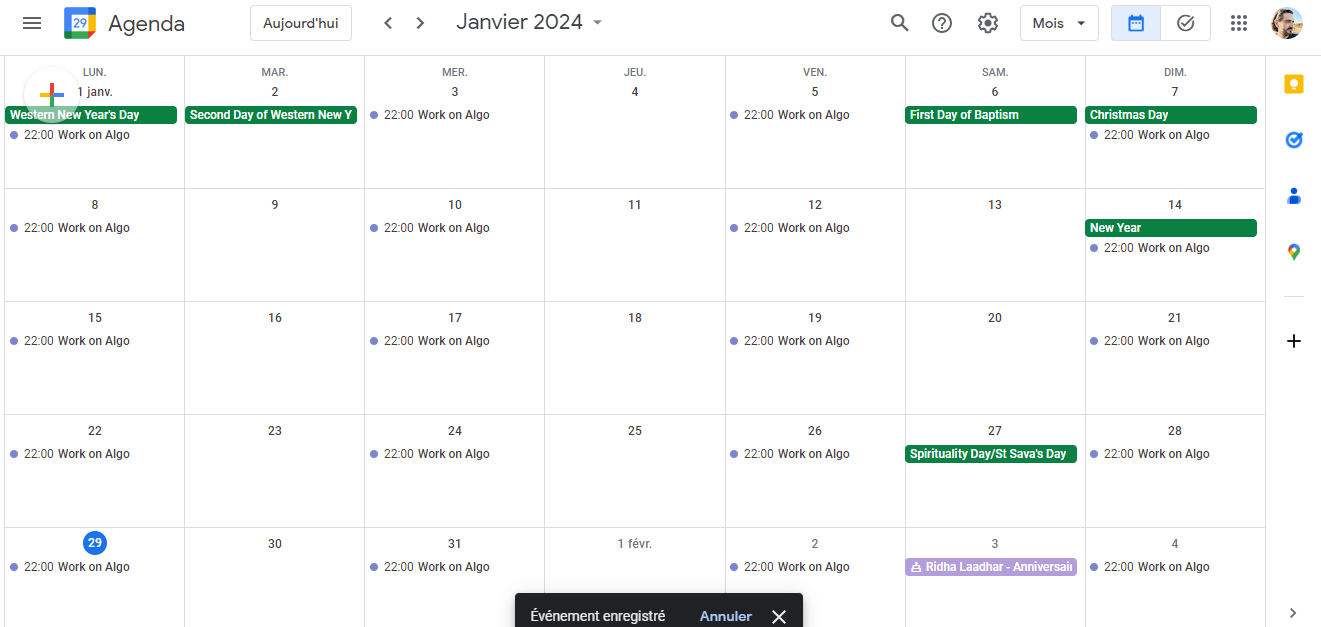 29 Agenda Aujourd'hui Janvier 2024 Mois
LUN. MAR. MER. JEU. VEN. SAM. DIM.
1 janv. 2 3 4 5 6 7
Western New Year's Day Second Day of Western New Y 22:00 Work on Algo 22:00 Work on Algo First Day of Baptism Christmas Day
22:00 Work on Algo 22:00 Work on Algo
8 9 10 11 12 13 14
22:00 Work on Algo 22:00 Work on Algo 22:00 Work on Algo New Year
22:00 Work on Algo
15 16 17 18 19 20 21
22:00 Work on Algo 22:00 Work on Algo 22:00 Work on Algo 22:00 Work on Algo
22 23 24 25 26 27 28
22:00 Work on Algo 22:00 Work on Algo 22:00 Work on Algo Spirituality Day/St Sava's Day 22:00 Work on Algo
29 30 31 1 févr. 2 3 4
22:00 Work on Algo 22:00 Work on Algo 22:00 Work on Algo Ridha Laadhar - Anniversair 22:00 Work on Algo
Événement enregistré Annuler